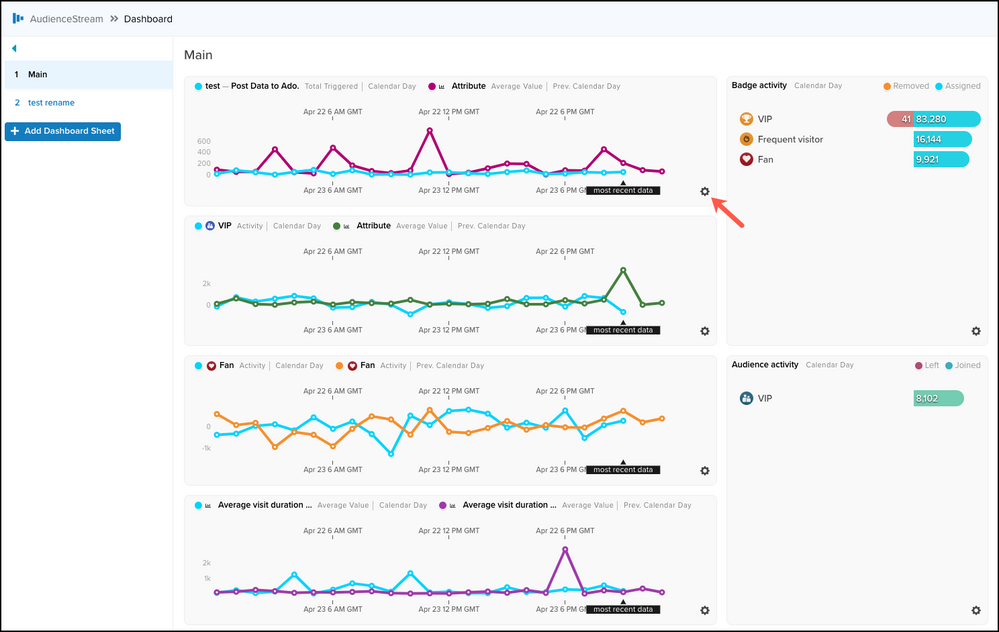 AudienceStream >> Dashboard
1 Main
2 test rename
+ Add Dashboard Sheet
Main
test — Post Data to Ado. Total Triggered | Calendar Day Attribute Average Value | Prev. Calendar Day
Apr 22 6 AM GMT Apr 22 12 PM GMT Apr 22 6 PM GMT
600
400
200
0
Apr 23 6 AM GMT Apr 23 12 PM GMT Apr 23 6 PM G
most recent data
VIP Activity | Calendar Day Attribute Average Value | Prev. Calendar Day
Apr 22 6 AM GMT Apr 22 12 PM GMT Apr 22 6 PM GMT
2k
0
Apr 23 6 AM GMT Apr 23 12 PM GMT Apr 23 6 PM G
most recent data
Fan Activity | Calendar Day Fan Activity | Prev. Calendar Day
Apr 22 6 AM GMT Apr 22 12 PM GMT Apr 22 6 PM GMT
0
-1k
Apr 23 6 AM GMT Apr 23 12 PM GMT Apr 23 6 PM G
most recent data
Average visit duration ... Average Value | Calendar Day Average visit duration ... Average Value | Prev. Calendar Day
Apr 22 6 AM GMT Apr 22 12 PM GMT Apr 22 6 PM GMT
2k
1k
Apr 23 6 AM GMT Apr 23 12 PM GMT Apr 23 6 PM G
most recent data
Badge activity Calendar Day Removed Assigned
VIP 41 83,280
Frequent visitor 16,144
Fan 9,921
Audience activity Calendar Day Left Joined
VIP 8,102